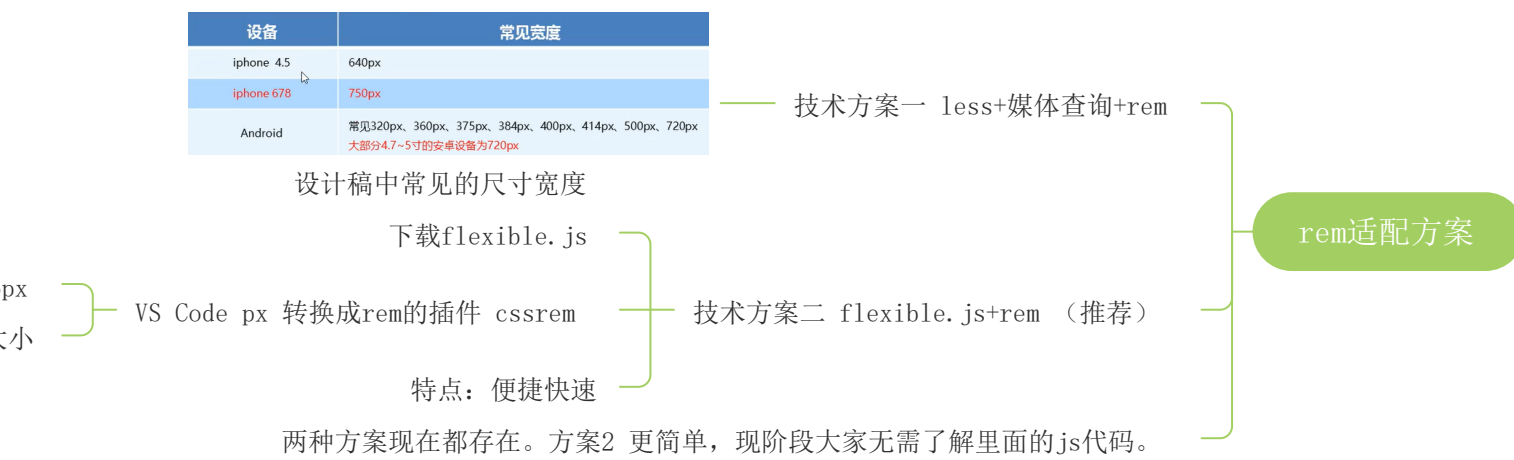 设备 常见宽度
iphone 4.5 640px
iphone 678 750px
Android 常见320px、360px、375px、384px、400px、414px、500px、720px
大部分4.7~5寸的安卓设备为720px
设计稿中常见的尺寸宽度
技术方案一 less+媒体查询+rem
rem适配方案
下载flexible.js
px
大小
VS Code px 转换成rem的插件 cssrem
技术方案二 flexible.js+rem （推荐）
特点：便捷快速
两种方案现在都存在。方案2 更简单，现阶段大家无需了解里面的js代码。